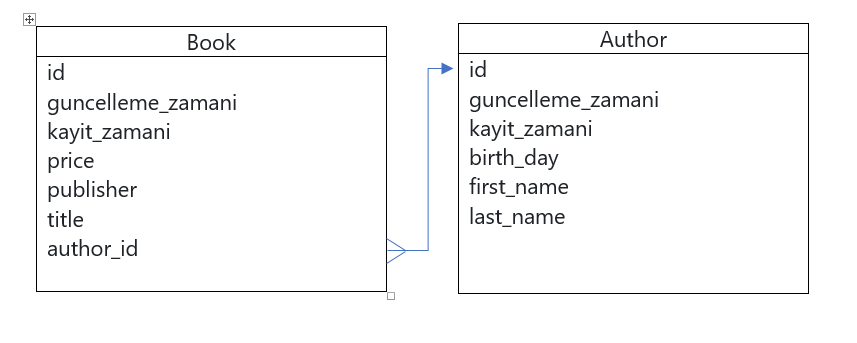 Book
id
guncelleme_zamani
kayit_zamani
price
publisher
title
author_id
Author
id
guncelleme_zamani
kayit_zamani
birth_day
first_name
last_name